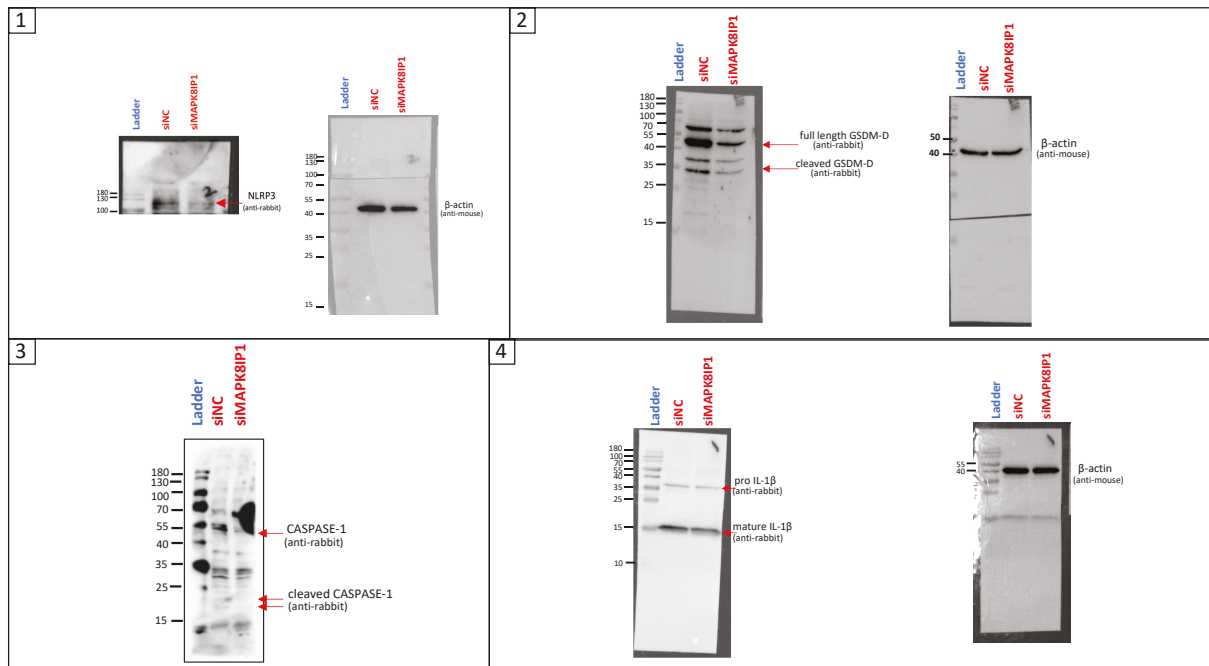 1
Ladder
siNC
siMAPK8IP1
180
130
100
NLRP3
(anti-rabbit)
2
Ladder
siNC
siMAPK8IP1
180
130
100
70
55
40
35
25
15
β-actin
(anti-mouse)
2
Ladder
siNC
siMAPK8IP1
180
130
100
70
55
40
35
25
15
full length GSDM-D
(anti-rabbit)
cleaved GSDM-D
(anti-rabbit)
Ladder
siNC
siMAPK8IP1
50
40
β-actin
(anti-mouse)
3
Ladder
siNC
siMAPK8IP1
180
130
100
70
55
40
35
25
15
CASPASE-1
(anti-rabbit)
cleaved CASPASE-1
(anti-rabbit)
4
Ladder
siNC
siMAPK8IP1
180
100
70
55
40
35
25
15
10
pro IL-1β
(anti-rabbit)
mature IL-1β
(anti-rabbit)
Ladder
siNC
siMAPK8IP1
55
40
β-actin
(anti-mouse)